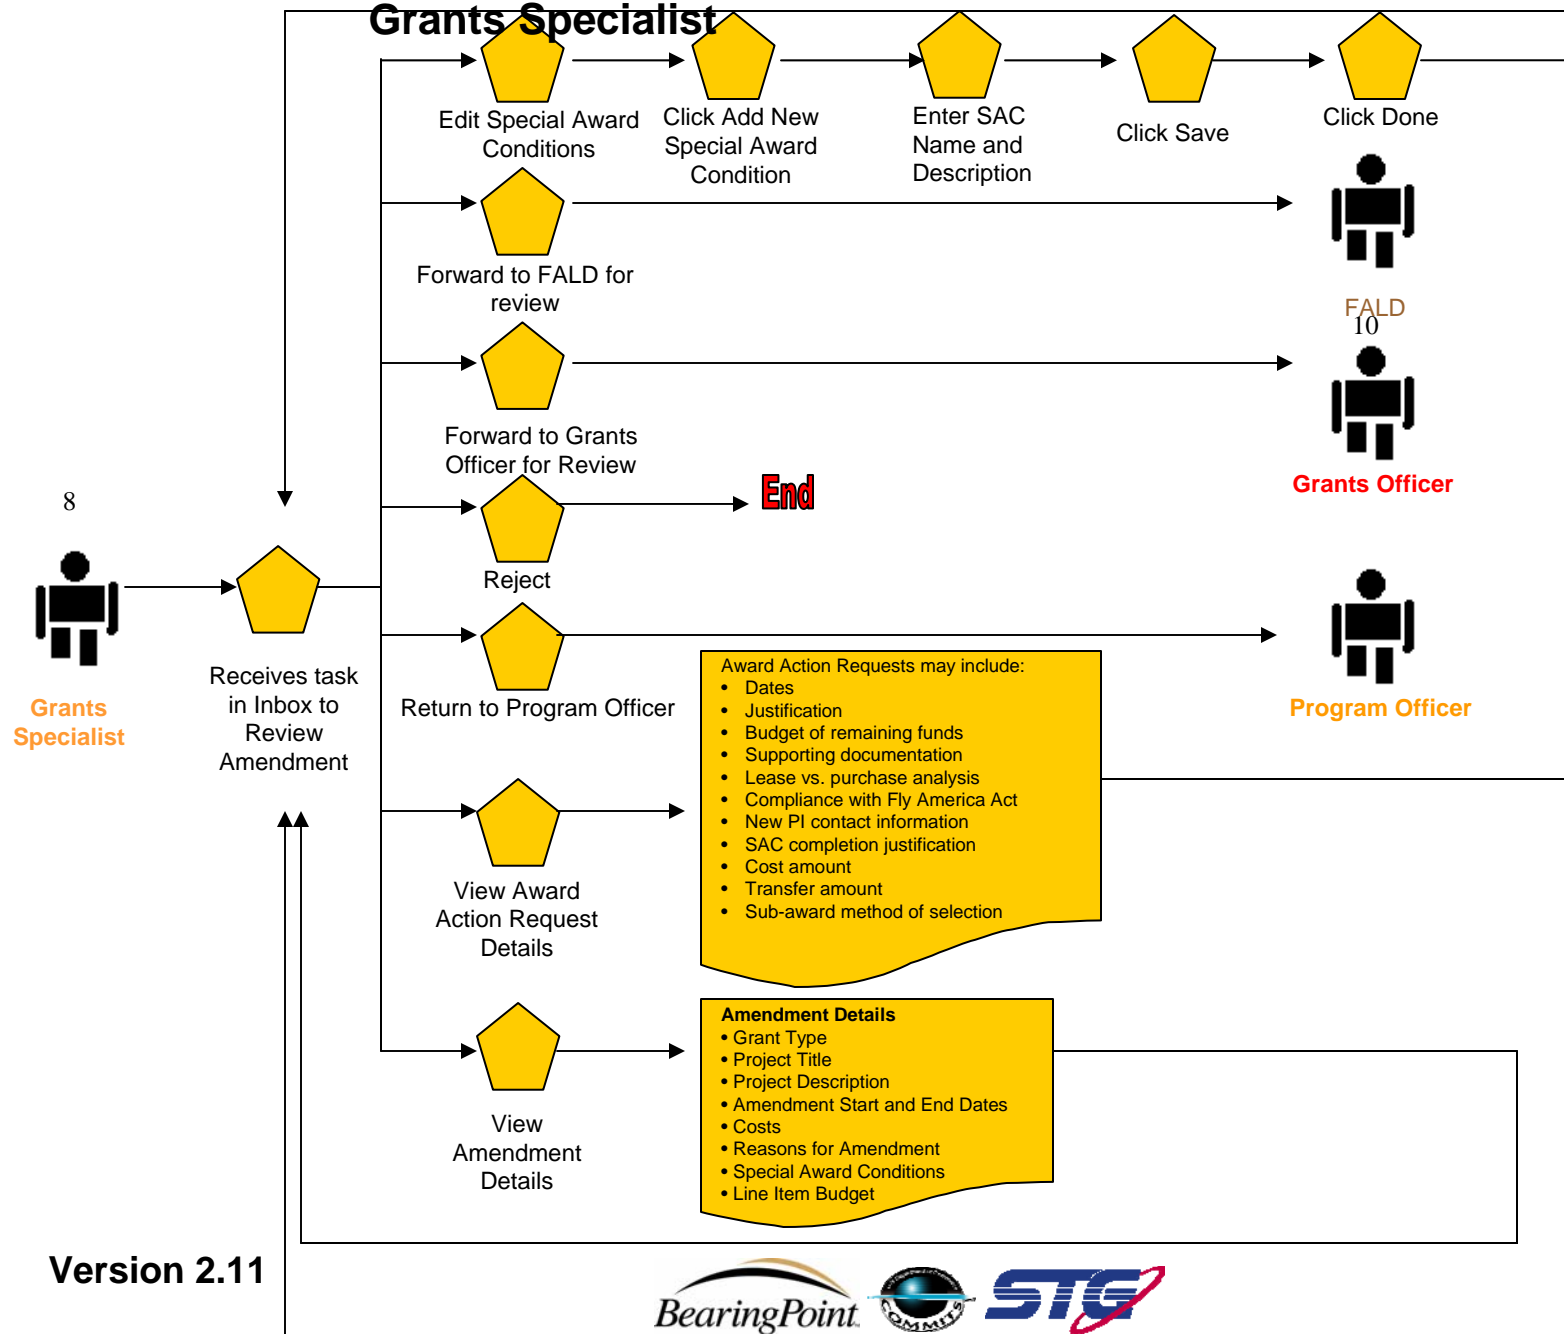 Grants Specialist
Edit Special Award
Conditions
Click Add New
Special Award
Condition
Enter SAC
Name and
Description
Click Save
Click Done
Forward to FALD for
review
FALD
10
Forward to Grants
Officer for Review
Grants Officer
End
8
Reject
Grants
Specialist
Receives task
in Inbox to
Review
Amendment
Return to Program Officer
Program Officer
Award Action Requests may include:
• Dates
• Justification
• Budget of remaining funds
• Supporting documentation
• Lease vs. purchase analysis
• Compliance with Fly America Act
• New PI contact information
• SAC completion justification
• Cost amount
• Transfer amount
• Sub-award method of selection
View Award
Action Request
Details
Amendment Details
• Grant Type
• Project Title
• Project Description
• Amendment Start and End Dates
• Costs
• Reasons for Amendment
• Special Award Conditions
• Line Item Budget
View
Amendment
Details
Version 2.11
BearingPoint
COMMITS
STG